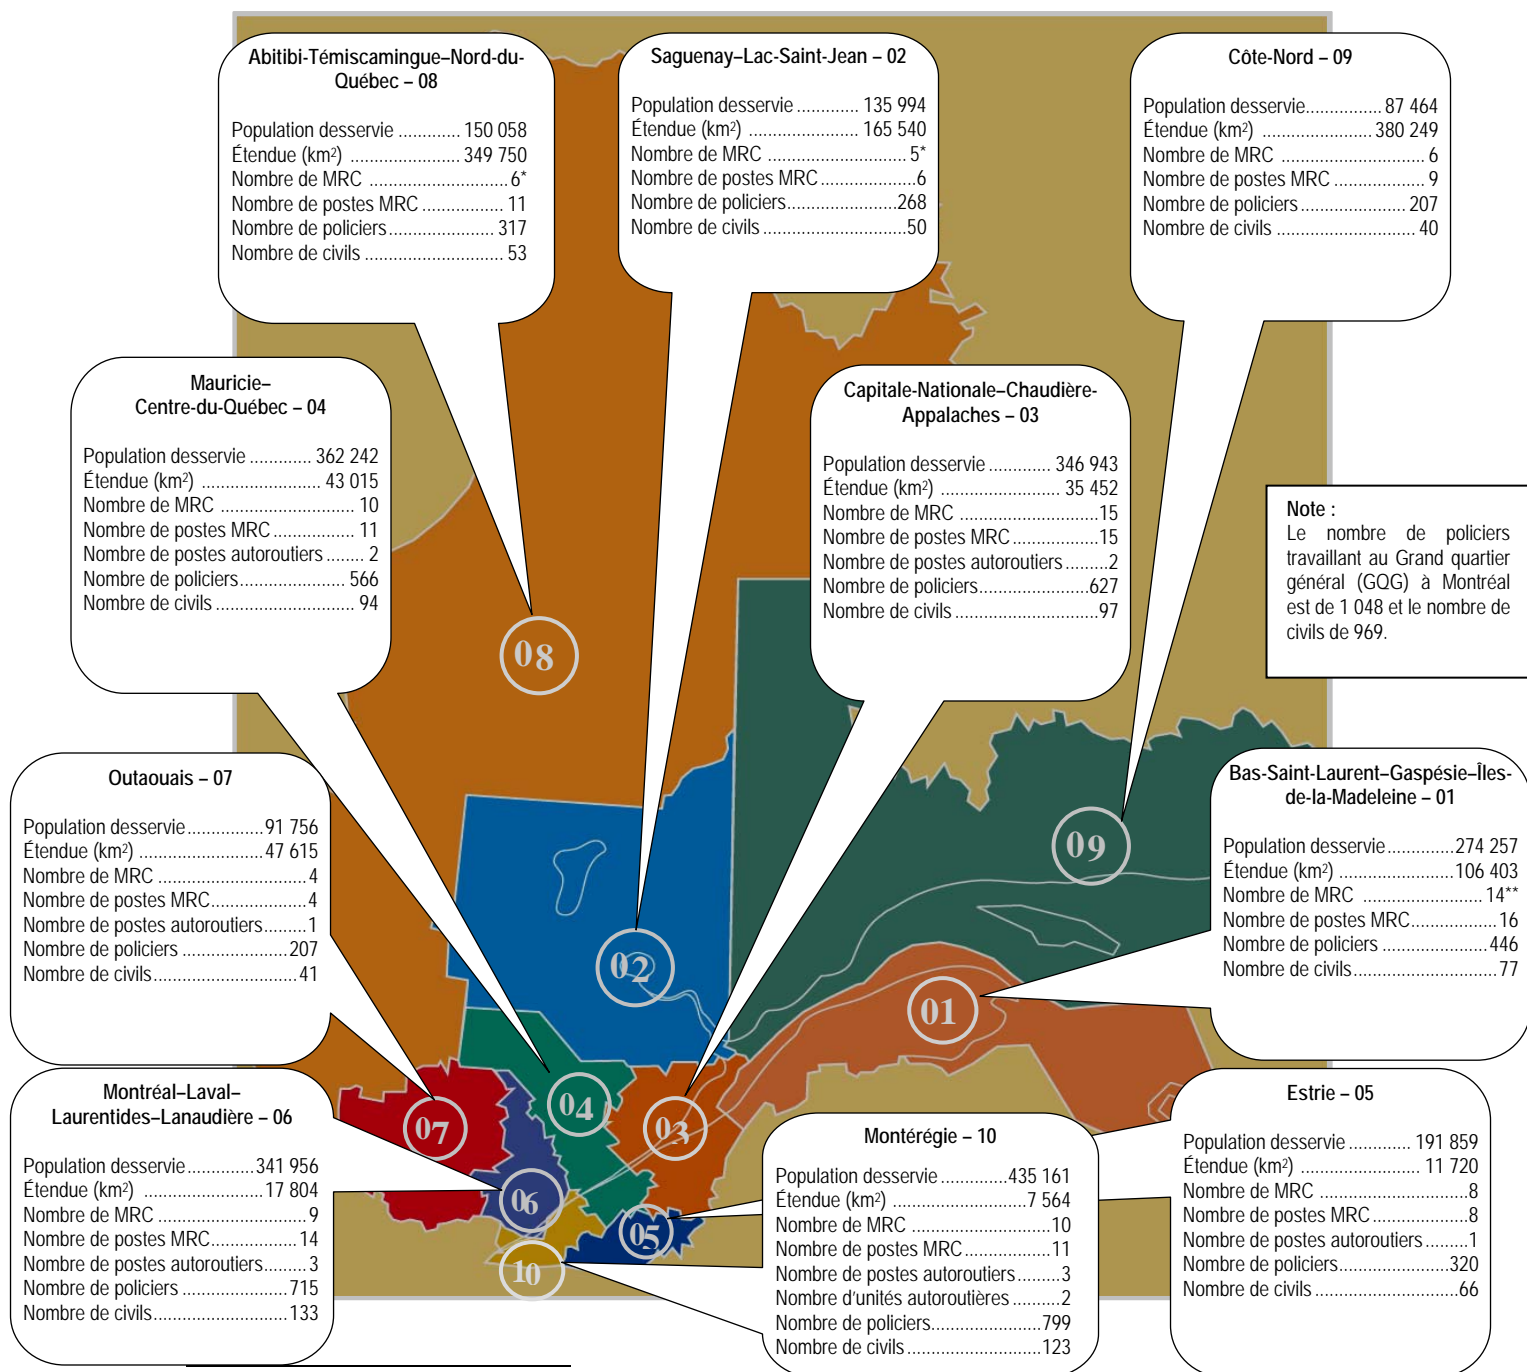 Abitibi-Témiscamingue–Nord-du-
Québec – 08
Population desservie ............ 150 058
Étendue (km²) ...................... 349 750
Nombre de MRC ............................ 6*
Nombre de postes MRC ................ 11
Nombre de policiers ..................... 317
Nombre de civils ............................ 53
Saguenay–Lac-Saint-Jean – 02
Population desservie ............ 135 994
Étendue (km²) ...................... 165 540
Nombre de MRC ............................ 5*
Nombre de postes MRC ................. 6
Nombre de policiers ..................... 268
Nombre de civils ............................ 50
Côte-Nord – 09
Population desservie ............... 87 464
Étendue (km²) ...................... 380 249
Nombre de MRC ............................. 6
Nombre de postes MRC ................. 9
Nombre de policiers ..................... 207
Nombre de civils ............................ 40
Mauricie–
Centre-du-Québec – 04
Population desservie ............. 362 242
Étendue (km²) ........................ 43 015
Nombre de MRC ........................... 10
Nombre de postes MRC ................ 11
Nombre de postes autoroutiers ........ 2
Nombre de policiers ..................... 566
Nombre de civils ............................ 94
Capitale-Nationale–Chaudière-
Appalaches – 03
Population desservie ............. 346 943
Étendue (km²) ........................ 35 452
Nombre de MRC ........................... 15
Nombre de postes MRC ................ 15
Nombre de postes autoroutiers ......... 2
Nombre de policiers ..................... 627
Nombre de civils ............................ 97
Note :
Le nombre de policiers
travaillant au Grand quartier
général (GQG) à Montréal
est de 1 048 et le nombre de
civils de 969.
Outaouais – 07
Population desservie ................ 91 756
Étendue (km²) ........................ 47 615
Nombre de MRC ............................. 4
Nombre de postes MRC .................. 4
Nombre de postes autoroutiers ......... 1
Nombre de policiers ..................... 207
Nombre de civils ............................ 41
Bas-Saint-Laurent–Gaspésie–Îles-
de-la-Madeleine – 01
Population desservie .............. 274 257
Étendue (km²) ...................... 106 403
Nombre de MRC ........................ 14**
Nombre de postes MRC ................ 16
Nombre de policiers ..................... 446
Nombre de civils ............................ 77
Montréal–Laval–
Laurentides–Lanaudière – 06
Population desservie .............. 341 956
Étendue (km²) ........................ 17 804
Nombre de MRC ............................. 9
Nombre de postes MRC ................ 14
Nombre de postes autoroutiers ........ 3
Nombre de policiers ..................... 715
Nombre de civils .......................... 133
Montérégie – 10
Population desservie ............. 435 161
Étendue (km²) .......................... 7 564
Nombre de MRC ........................... 10
Nombre de postes MRC ................ 11
Nombre de postes autoroutiers ........ 3
Nombre d'unités autoroutières .......... 2
Nombre de policiers ..................... 799
Nombre de civils .......................... 123
Estrie – 05
Population desservie .............. 191 859
Étendue (km²) ........................ 11 720
Nombre de MRC ............................. 8
Nombre de postes MRC .................. 8
Nombre de postes autoroutiers ......... 1
Nombre de policiers ..................... 320
Nombre de civils ............................ 66
08
09
02
01
04
03
07
06
05
10